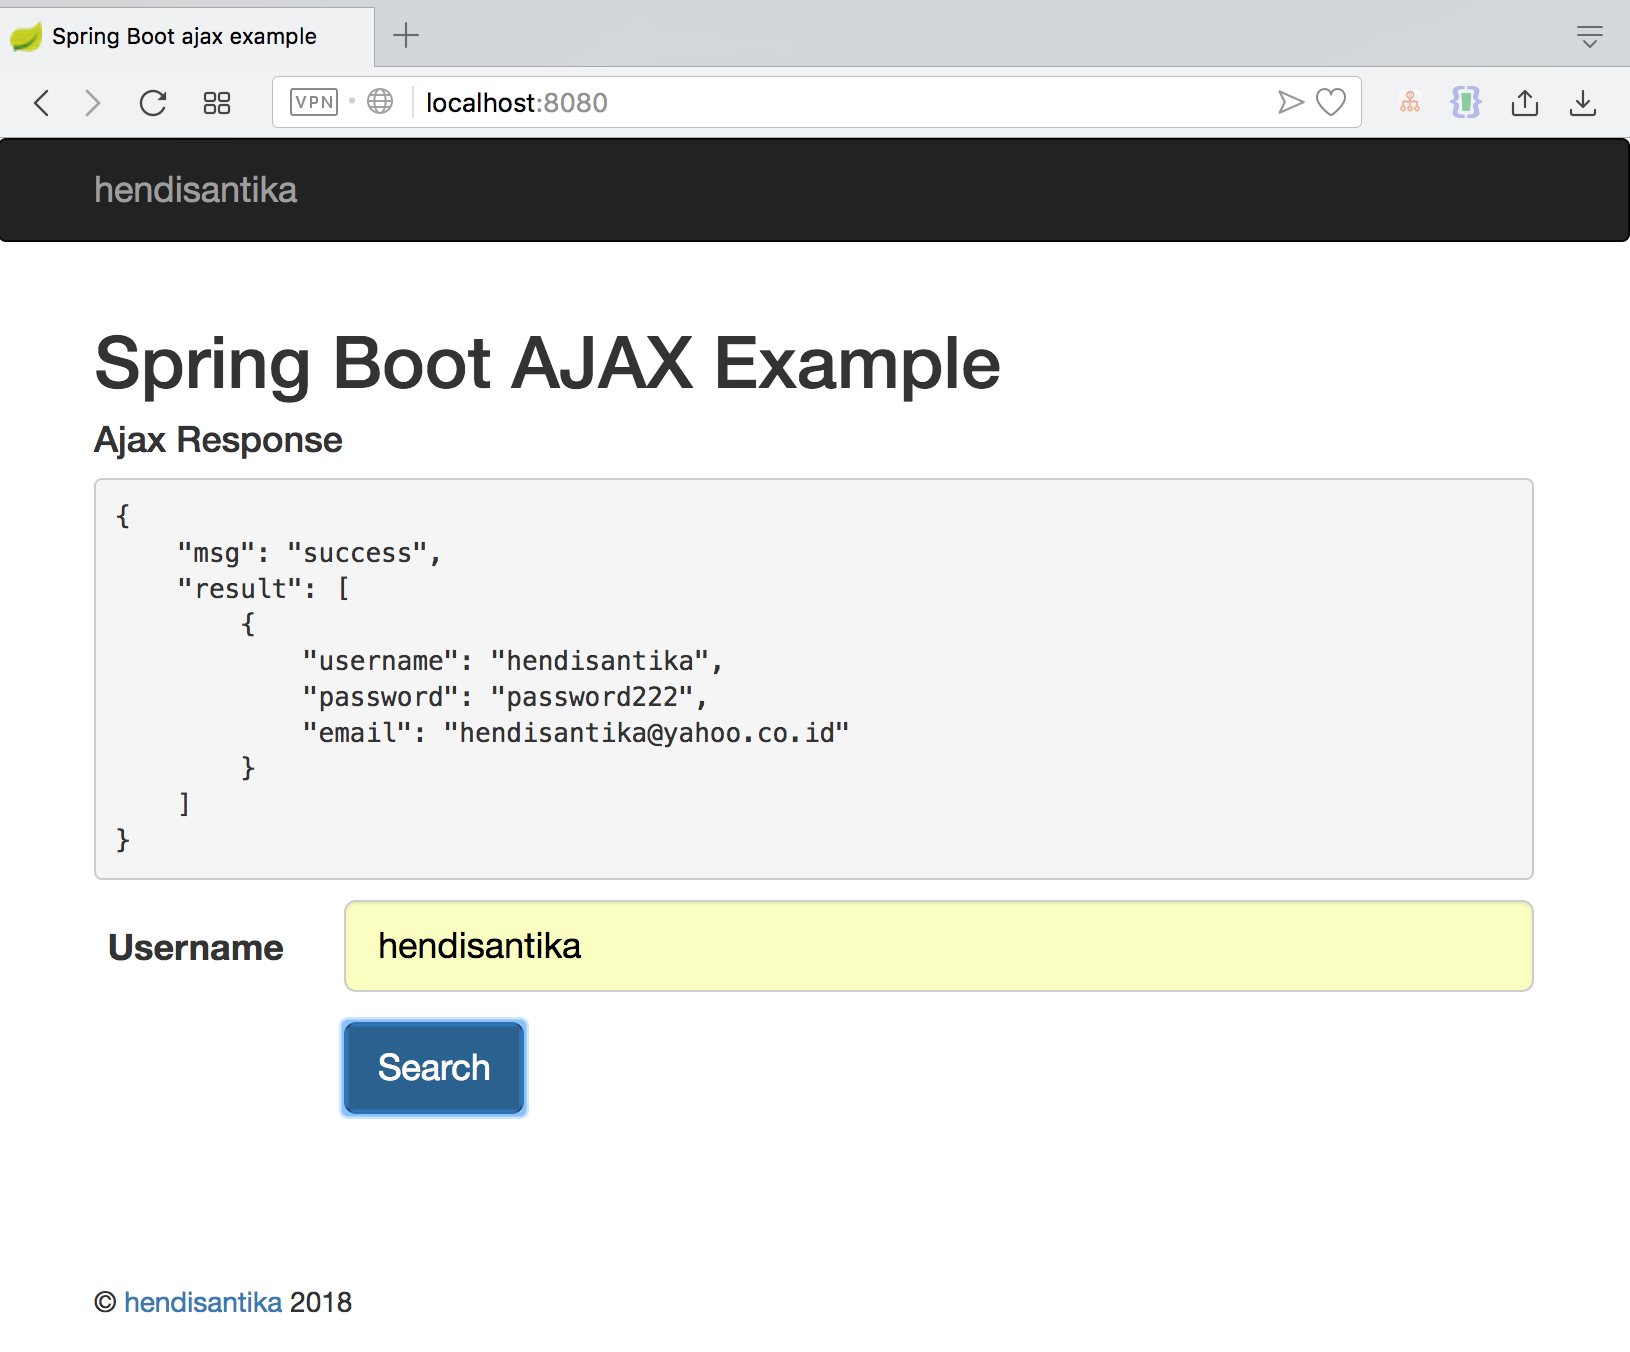 Spring Boot ajax example
VPN localhost:8080
hendisantika
Spring Boot AJAX Example
Ajax Response
{
    "msg": "success",
    "result": [
        {
            "username": "hendisantika",
            "password": "password222",
            "email": "hendisantika@yahoo.co.id"
        }
    ]
}
Username hendisantika
Search
© hendisantika 2018